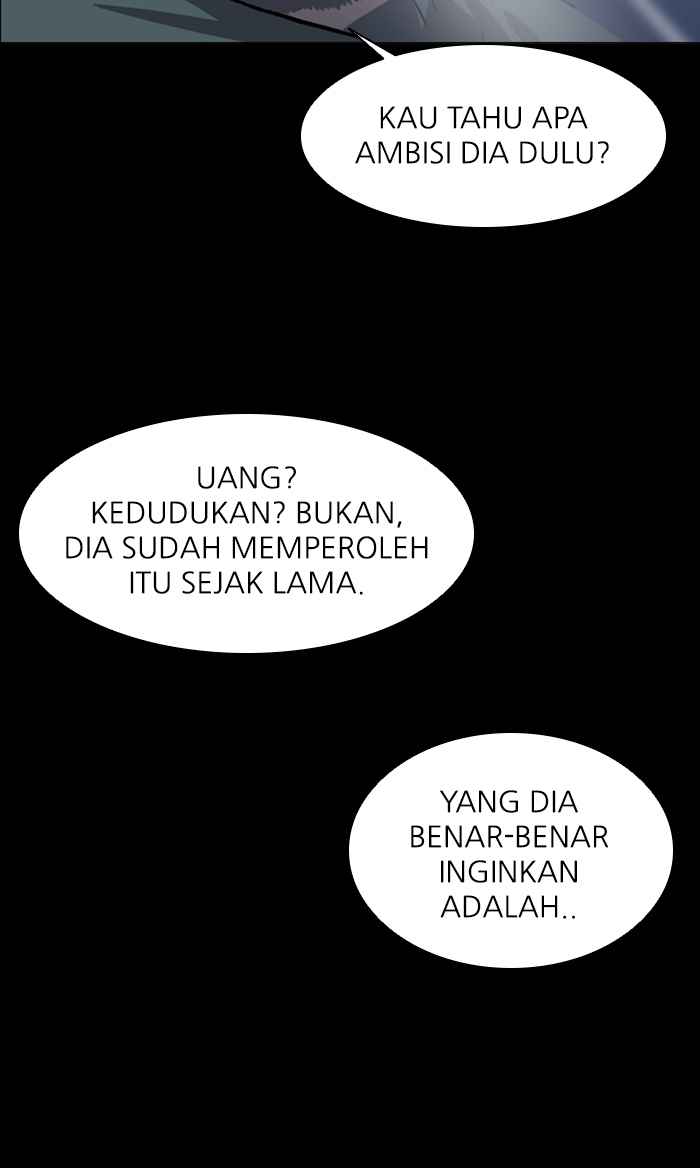 KAU TAHU APA
AMBISI DIA DULU?
UANG?
KEDUDUKAN? BUKAN,
DIA SUDAH MEMPEROLEH
ITU SEJAK LAMA.
YANG DIA
BENAR-BENAR
INGINKAN
ADALAH..